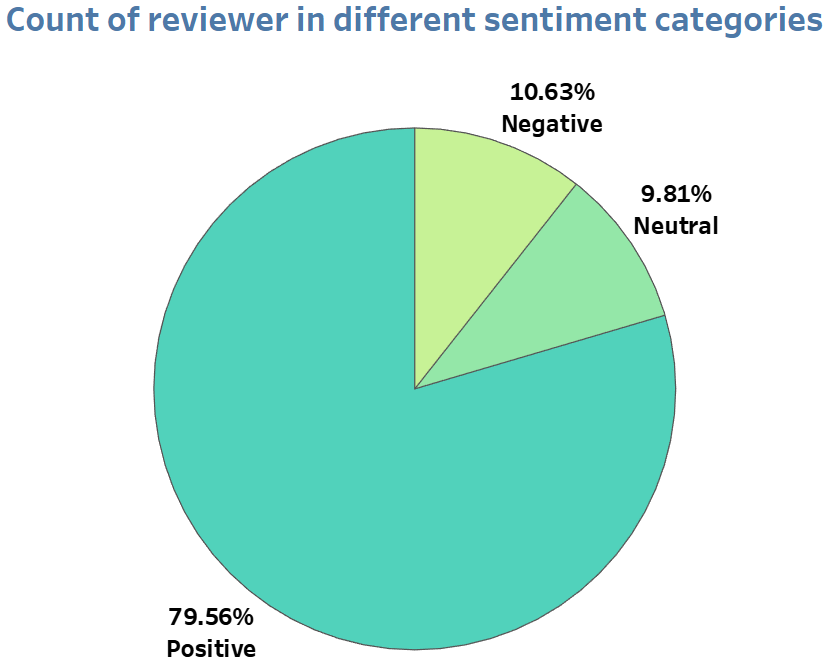 Count of reviewer in different sentiment categories
10.63%
Negative
9.81%
Neutral
79.56%
Positive